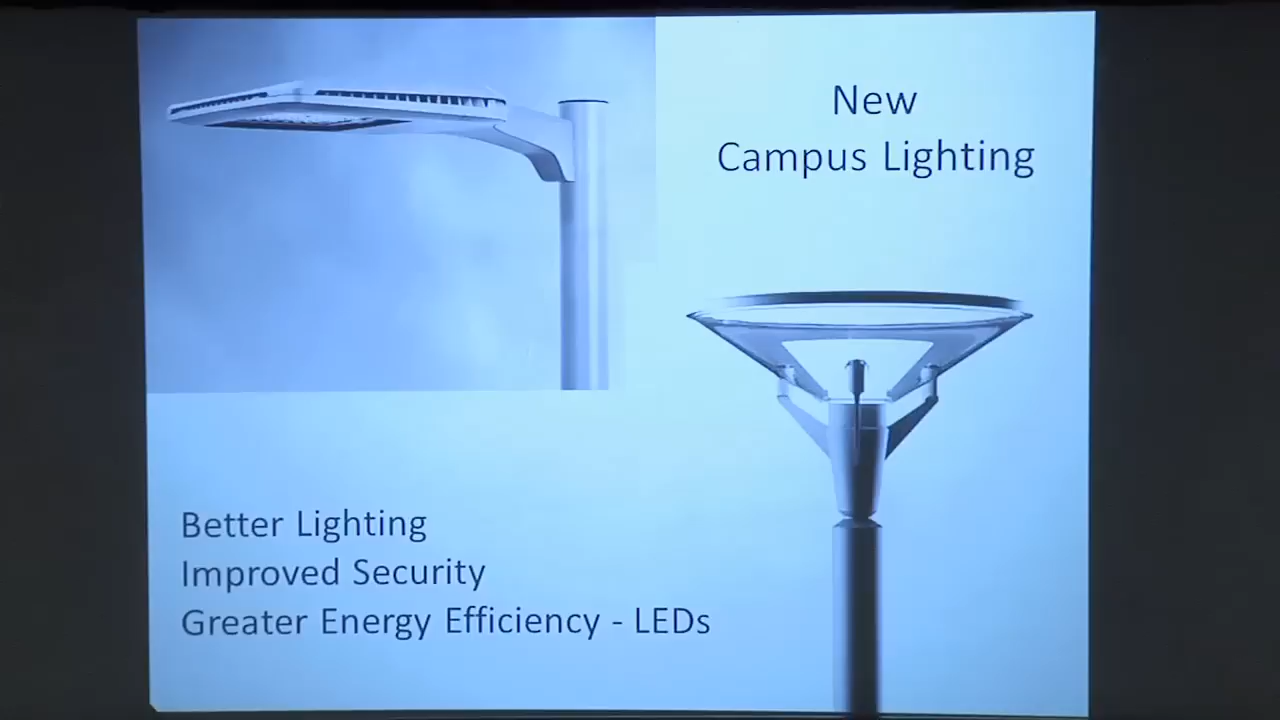 New
Campus Lighting
Better Lighting
Improved Security
Greater Energy Efficiency - LEDs